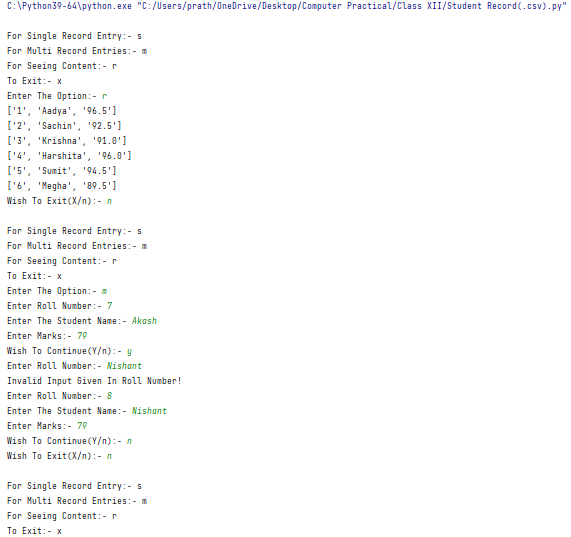 C:\Python39-64\python.exe "C:/Users/prath/OneDrive/Desktop/Computer Practical/Class XII/Student Record(.csv).py"
For Single Record Entry:- s
For Multi Record Entries:- m
For Seeing Content:- r
To Exit:- x
Enter The Option:- r
['1', 'Aadya', '96.5']
['2', 'Sachin', '92.5']
['3', 'Krishna', '91.0']
['4', 'Harshita', '96.0']
['5', 'Sumit', '94.5']
['6', 'Megha', '89.5']
Wish To Exit(X/n):- n
For Single Record Entry:- s
For Multi Record Entries:- m
For Seeing Content:- r
To Exit:- x
Enter The Option:- m
Enter Roll Number:- 7
Enter The Student Name:- Akash
Enter Marks:- 79
Wish To Continue(Y/n):- y
Enter Roll Number:- Nishant
Invalid Input Given In Roll Number!
Enter Roll Number:- 8
Enter The Student Name:- Nishant
Enter Marks:- 79
Wish To Continue(Y/n):- n
Wish To Exit(X/n):- n
For Single Record Entry:- s
For Multi Record Entries:- m
For Seeing Content:- r
To Exit:- x